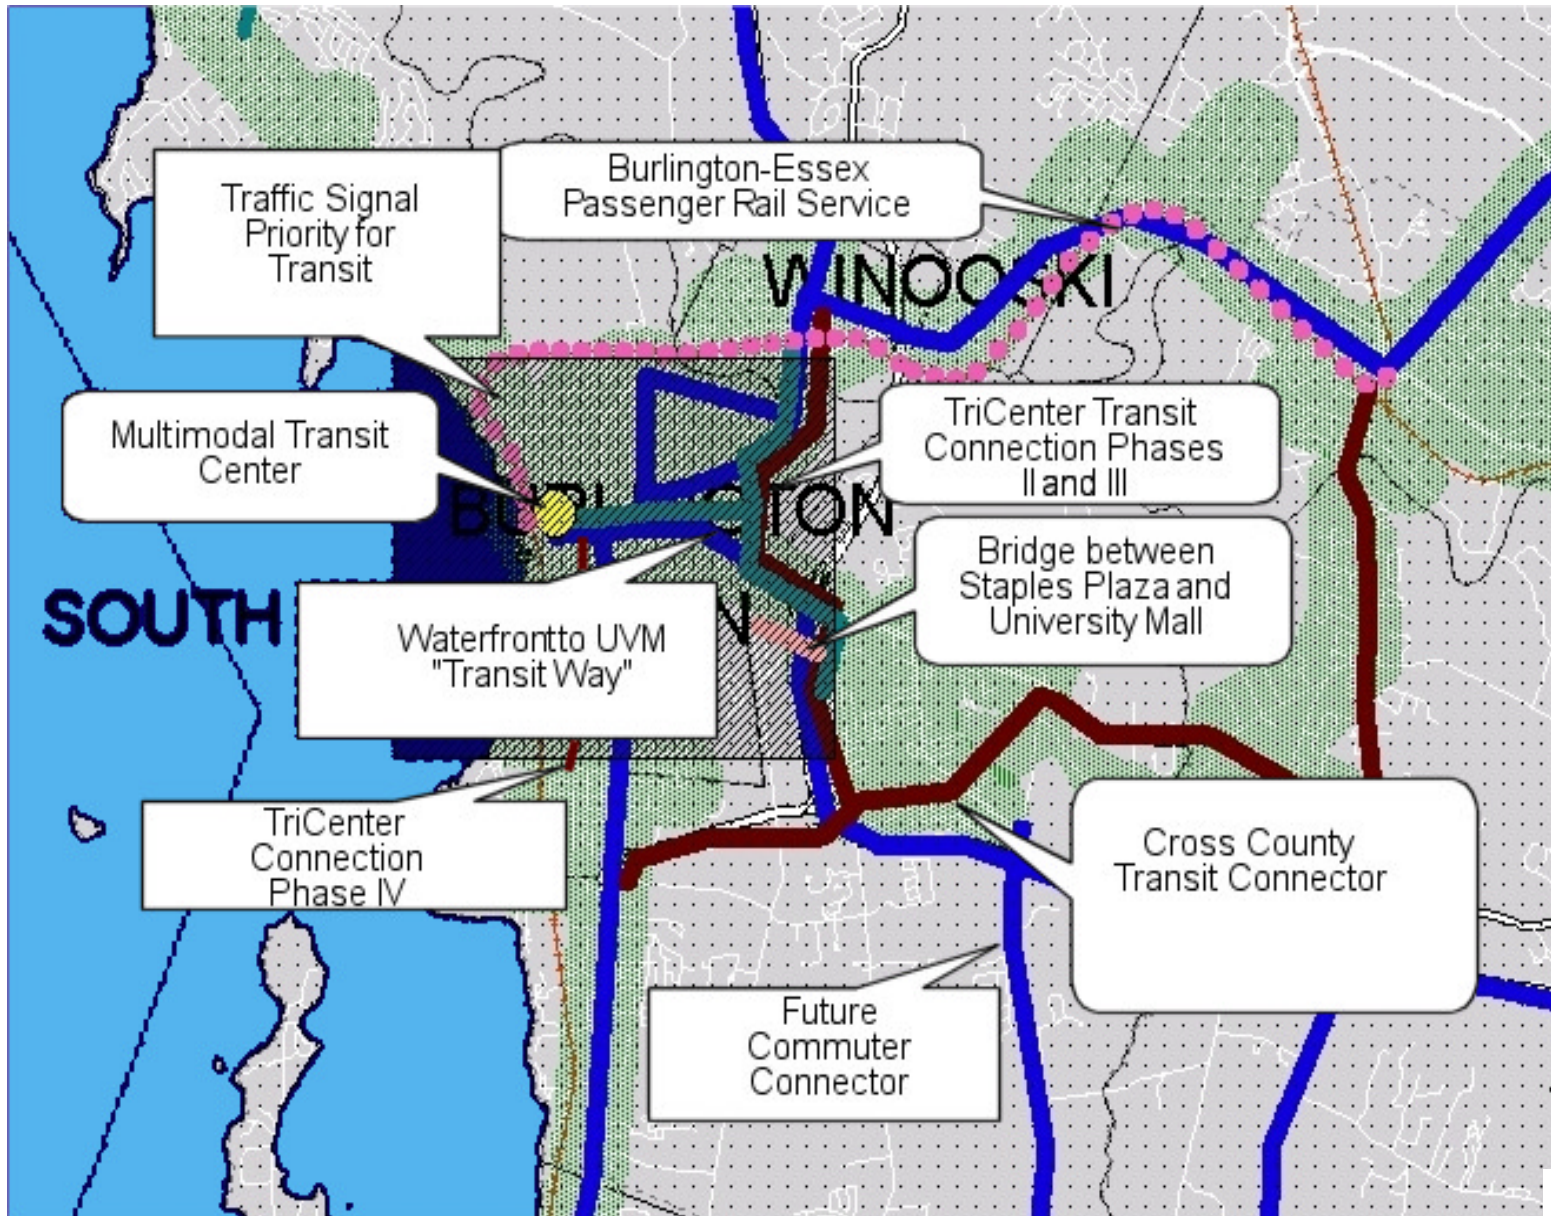 Burlington-Essex
Passenger Rail Service
Traffic Signal
Priority for
Transit
WINOOSKI
TriCenter Transit
Connection Phases
II and III
Multimodal Transit
Center
Bridge between
Staples Plaza and
University Mall
SOUTH
Waterfrontto UVM
"Transit Way"
TriCenter
Connection
Phase IV
Cross County
Transit Connector
Future
Commuter
Connector